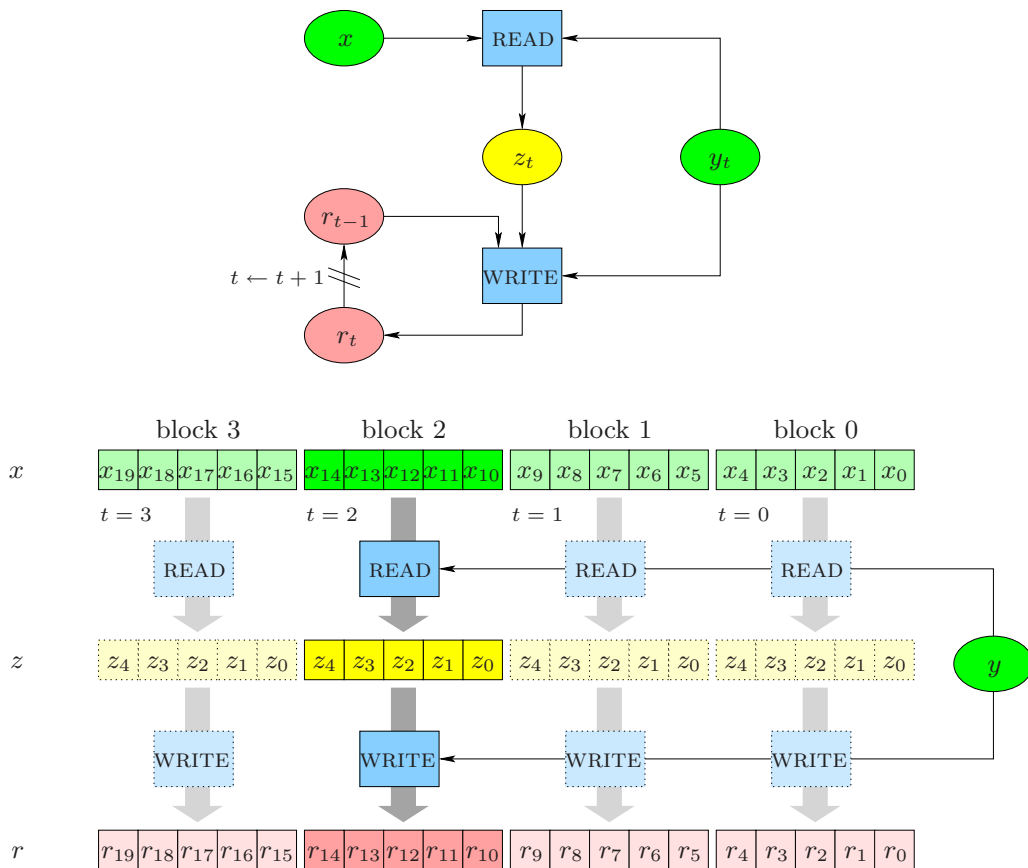 x READ
z_t y_t
r_{t−1}
t ← t + 1 WRITE
r_t
block 3 block 2 block 1 block 0
x x_{19} x_{18} x_{17} x_{16} x_{15} x_{14} x_{13} x_{12} x_{11} x_{10} x_9 x_8 x_7 x_6 x_5 x_4 x_3 x_2 x_1 x_0
t = 3 t = 2 t = 1 t = 0
READ READ READ READ
z z_4 z_3 z_2 z_1 z_0 z_4 z_3 z_2 z_1 z_0 z_4 z_3 z_2 z_1 z_0 z_4 z_3 z_2 z_1 z_0 y
WRITE WRITE WRITE WRITE
r r_{19} r_{18} r_{17} r_{16} r_{15} r_{14} r_{13} r_{12} r_{11} r_{10} r_9 r_8 r_7 r_6 r_5 r_4 r_3 r_2 r_1 r_0